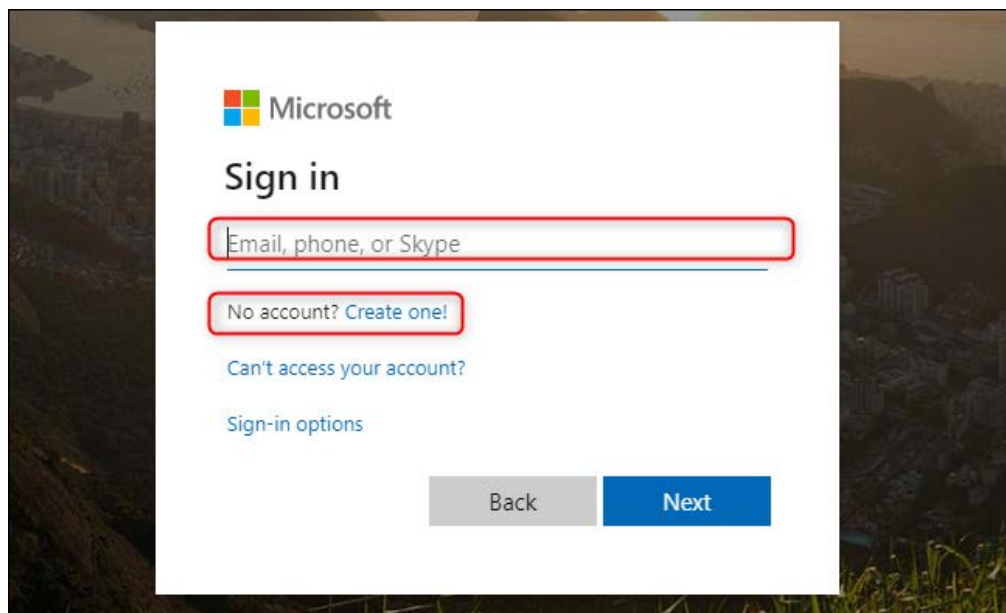 Microsoft
Sign in
Email, phone, or Skype
No account? Create one!
Can't access your account?
Sign-in options
Back Next